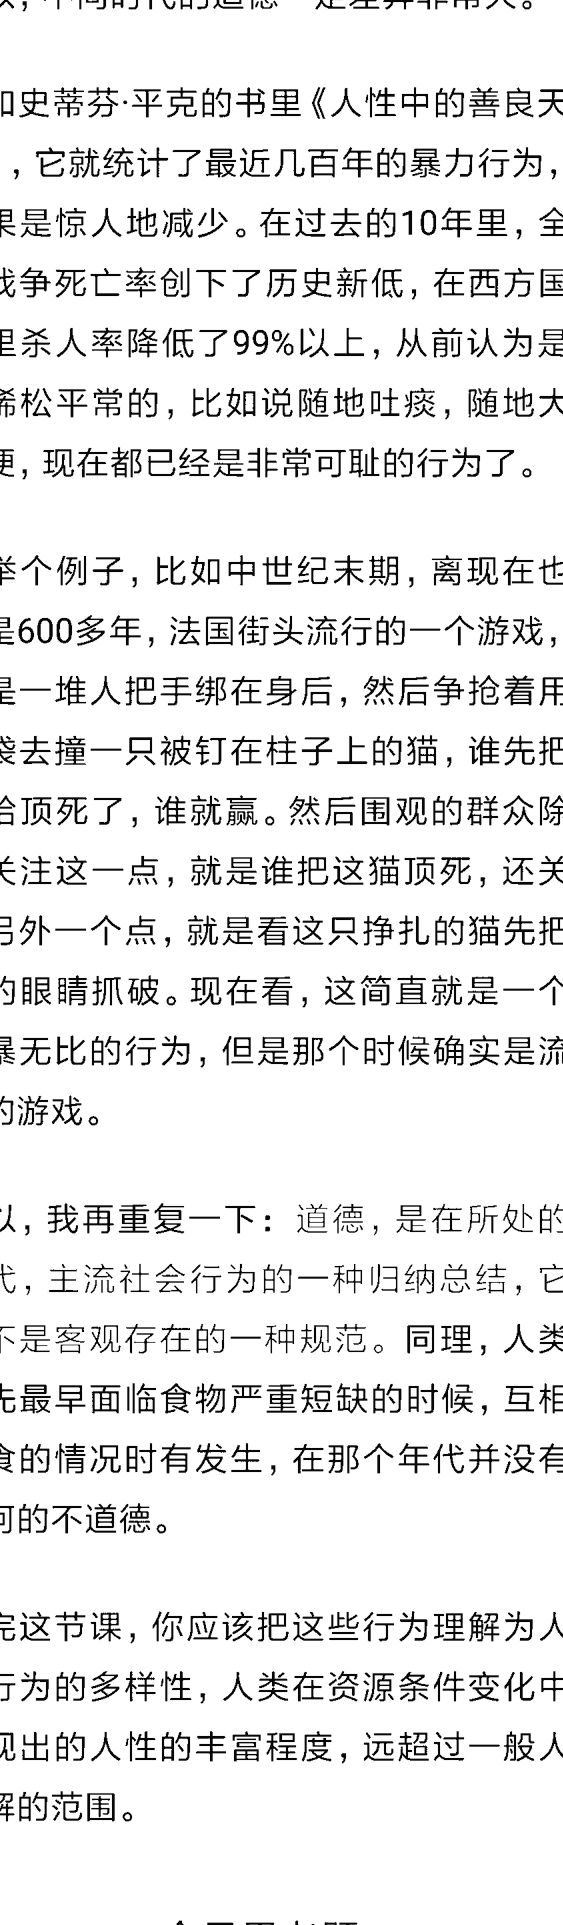 ,不同时代的道德一定差异非常大。
史蒂芬·平克的书里《人性中的善良天
,它就统计了最近几百年的暴力行为,
果是惊人地减少。在过去的10年里,全
战争死亡率创下了历史新低,在西方国
里杀人率降低了99%以上,从前认为是
稀松平常的,比如说随地吐痰,随地大
便,现在都已经是非常可耻的行为了。
举个例子,比如中世纪末期,离现在也
是600多年,法国街头流行的一个游戏,
是一堆人把手绑在身后,然后争抢着用
袋去撞一只被钉在柱子上的猫,谁先把
给顶死了,谁就赢。然后围观的群众除
关注这一点,就是谁把这猫顶死,还关
另外一个点,就是看这只挣扎的猫先把
的眼睛抓破。现在看,这简直就是一个
暴无比的行为,但是那个时候确实是流
的游戏。
以,我再重复一下:道德,是在所处的
代,主流社会行为的一种归纳总结,它
不是客观存在的一种规范。同理,人类
先最早面临食物严重短缺的时候,互相
食的情况时有发生,在那个年代并没有
何的不道德。
完这节课,你应该把这些行为理解为人
行为的多样性,人类在资源条件变化中
现出的人性的丰富程度,远超过一般人
解的范围。